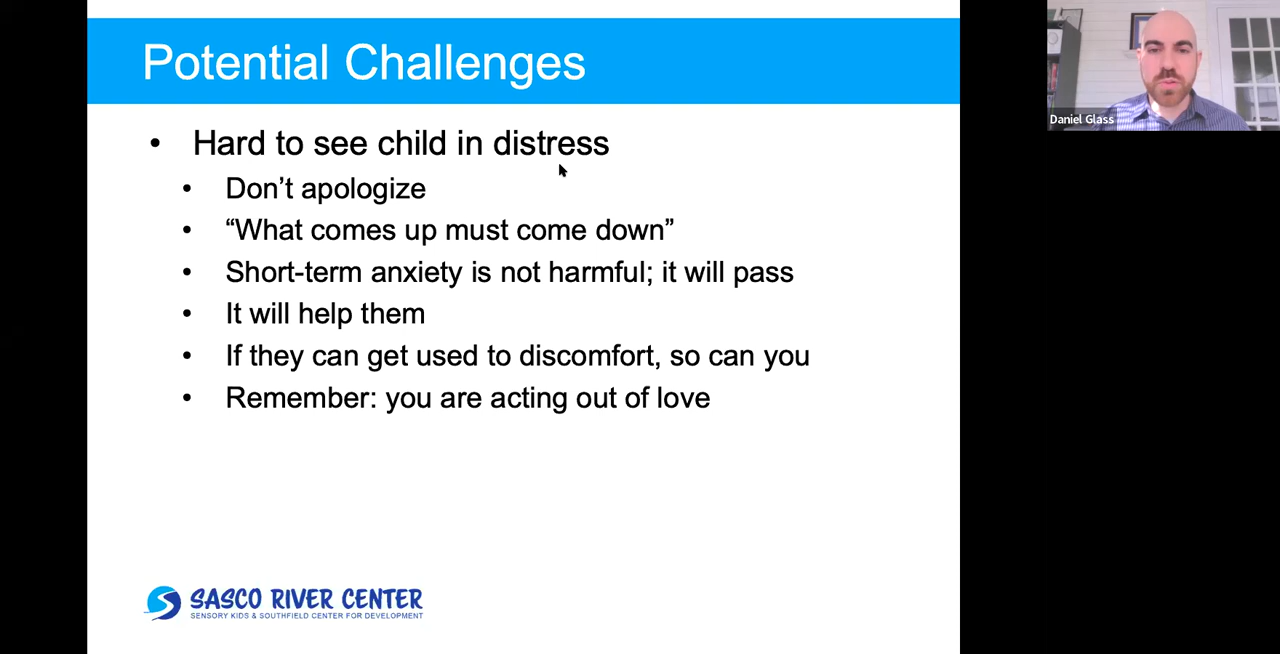 Potential Challenges
• Hard to see child in distress
• Don’t apologize
• “What comes up must come down”
• Short-term anxiety is not harmful; it will pass
• It will help them
• If they can get used to discomfort, so can you
• Remember: you are acting out of love
SASCO RIVER CENTER
SENSORY KIDS & SOUTHFIELD CENTER FOR DEVELOPMENT
Daniel Glass